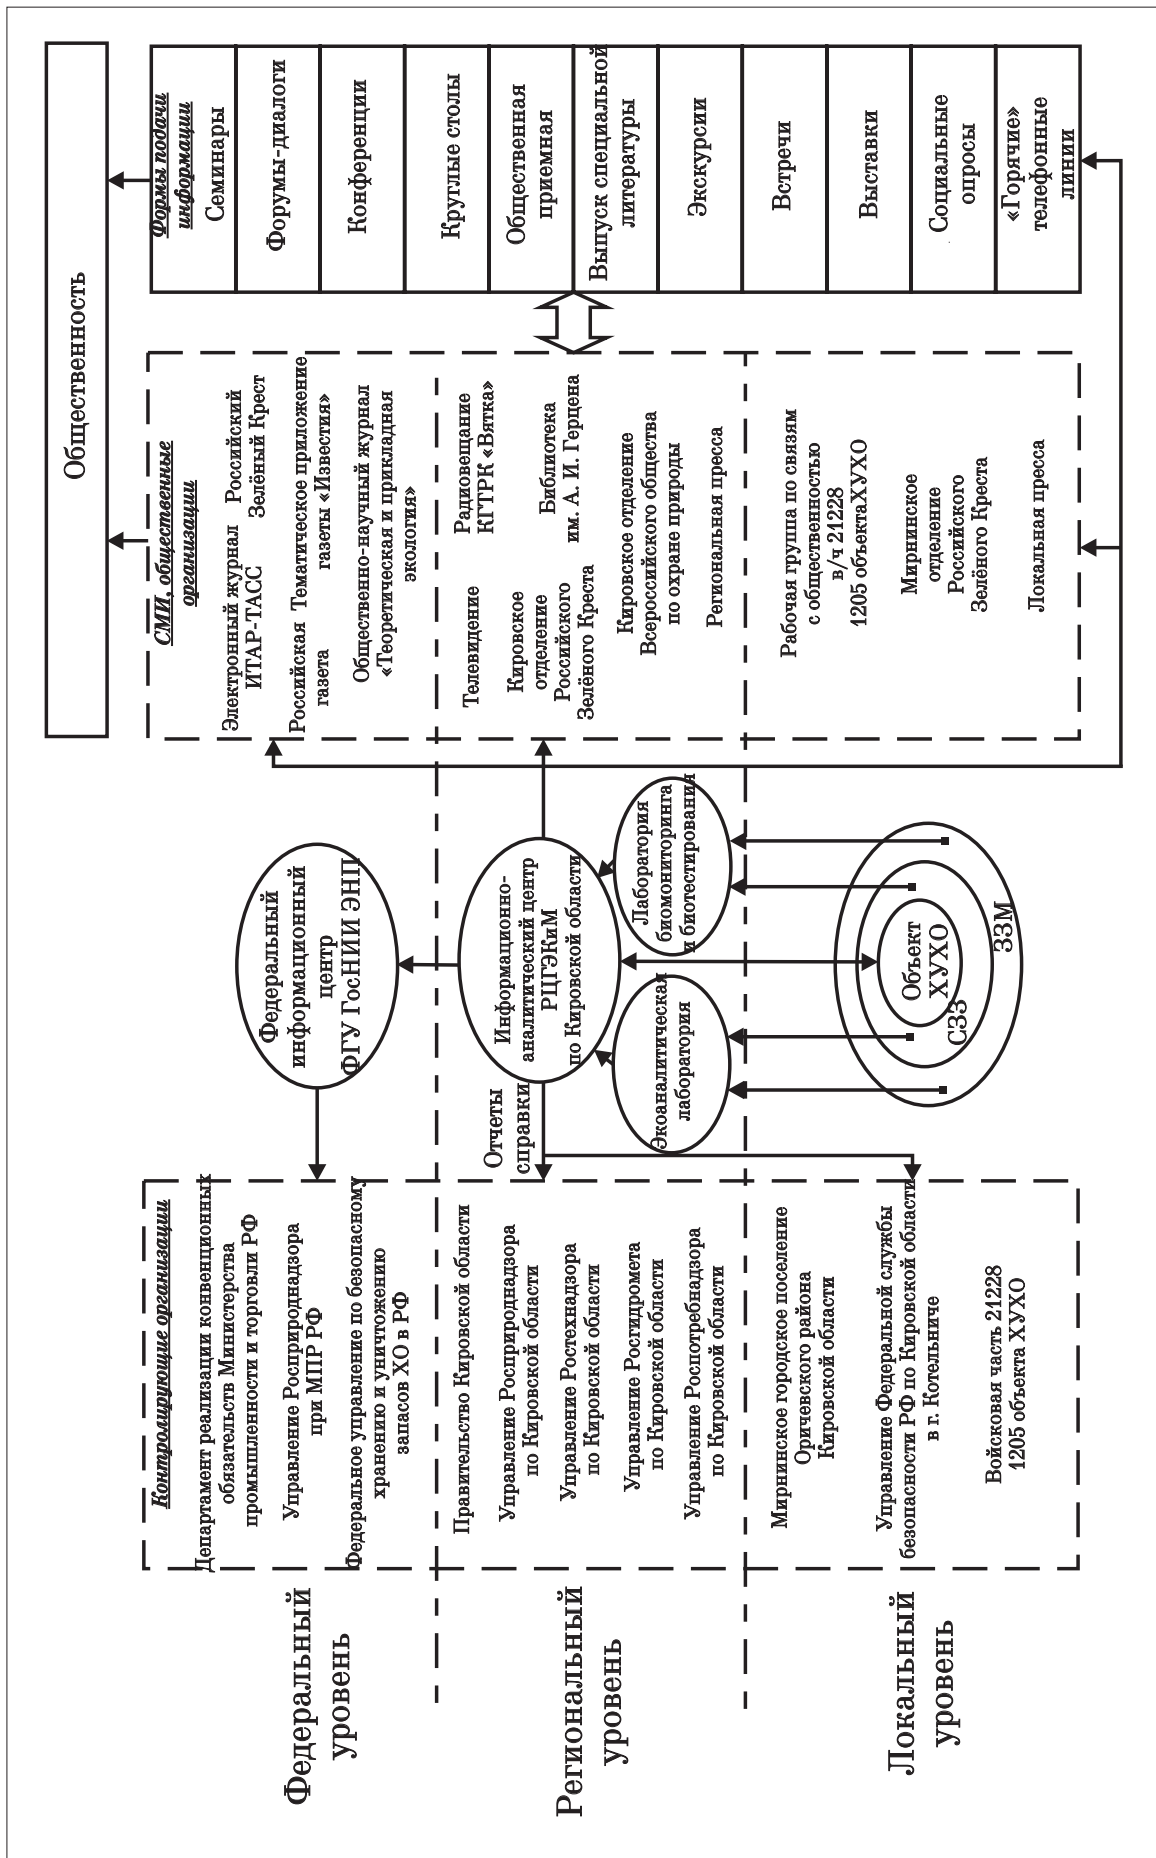 Общественность
Формы подачи
информации
Семинары
Форумы-диалоги
Конференции
Круглые столы
Общественная
приемная
Выпуск специальной
литературы
Экскурсии
Встречи
Выставки
Социальные
опросы
«Горячие»
телефонные
линии
СМИ, общественные
организации
Электронный журнал
ИТАР-ТАСС
Российский
Зелёный Крест
Российская
газета
Тематическое приложение
газеты «Известия»
Общественно-научный журнал
«Теоретическая и прикладная
экология»
Телевидение
Радиовещание
КГТРК «Вятка»
Кировское
отделение
Российского
Зелёного Креста
Библиотека
им. А. И. Герцена
Кировское отделение
Всероссийского общества
по охране природы
Региональная пресса
Рабочая группа по связям
с общественностью
в/ч 21228
1205 объектаХУХО
Мирнинское
отделение
Российского
Зелёного Креста
Локальная пресса
Федеральный
информационный
центр
ФГУ ГосНИИ ЭНП
Информационно-
аналитический центр
РЦГЭКиМ
по Кировской области
Отчеты
справки
Экоаналитическая
лаборатория
Лаборатория
биомониторинга
и биотестирования
Объект
ХУХО
СЗЗ
ЗЗМ
Контролирующие организации
Департамент реализации конвенционных
обязательств Министерства
промышленности и торговли РФ
Управление Росприроднадзора
при МПР РФ
Федеральное управление по безопасному
хранению и уничтожению
запасов ХО в РФ
Правительство Кировской области
Управление Росприроднадзора
по Кировской области
Управление Ростехнадзора
по Кировской области
Управление Росгидромета
по Кировской области
Управление Роспотребнадзора
по Кировской области
Мирнинское городское поселение
Оричевского района
Кировской области
Управление Федеральной службы
безопасности РФ по Кировской области
в г. Котельниче
Войсковая часть 21228
1205 объекта ХУХО
Федеральный
уровень
Региональный
уровень
Локальный
уровень